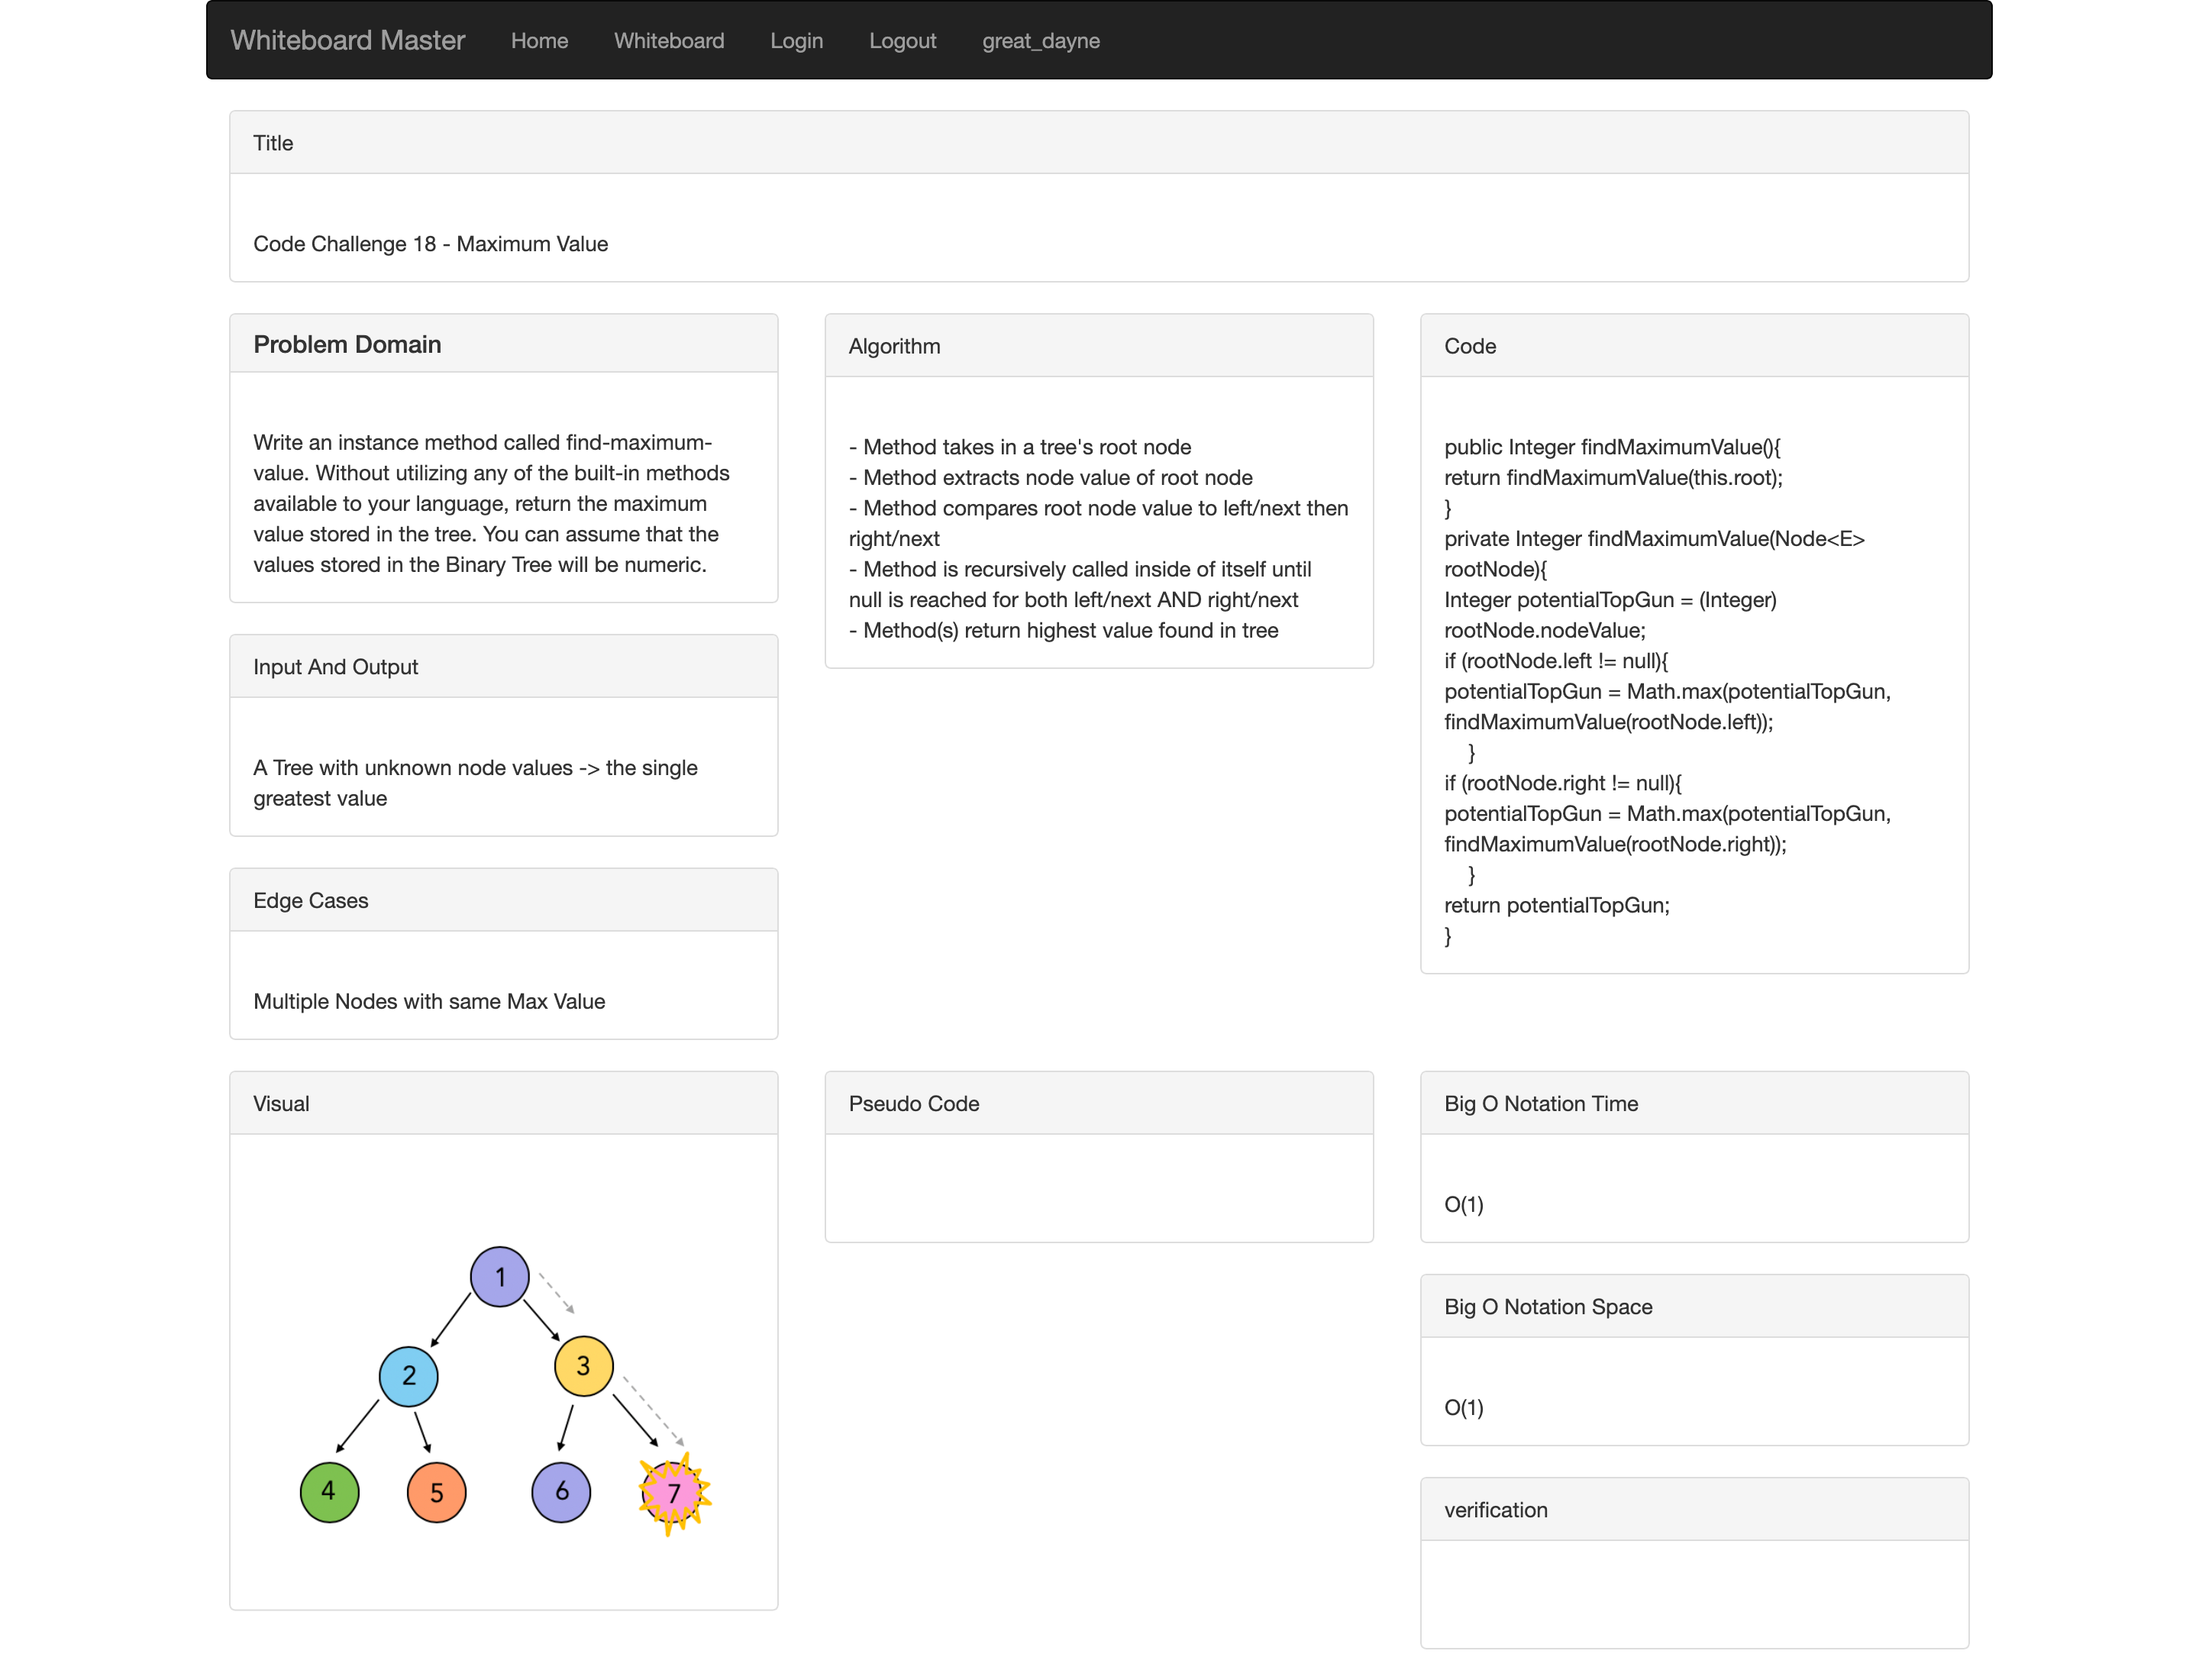 Whiteboard Master Home Whiteboard Login Logout great_dayne
Title
Code Challenge 18 - Maximum Value
Problem Domain
Write an instance method called find-maximum-
value. Without utilizing any of the built-in methods
available to your language, return the maximum
value stored in the tree. You can assume that the
values stored in the Binary Tree will be numeric.
Input And Output
A Tree with unknown node values -> the single
greatest value
Edge Cases
Multiple Nodes with same Max Value
Algorithm
- Method takes in a tree's root node
- Method extracts node value of root node
- Method compares root node value to left/next then
right/next
- Method is recursively called inside of itself until
null is reached for both left/next AND right/next
- Method(s) return highest value found in tree
Code
public Integer findMaximumValue(){
return findMaximumValue(this.root);
}
private Integer findMaximumValue(Node<E>
rootNode){
Integer potentialTopGun = (Integer)
rootNode.nodeValue;
if (rootNode.left != null){
potentialTopGun = Math.max(potentialTopGun,
findMaximumValue(rootNode.left));
}
if (rootNode.right != null){
potentialTopGun = Math.max(potentialTopGun,
findMaximumValue(rootNode.right));
}
return potentialTopGun;
}
Visual
1
2 3
4 5 6 7
Pseudo Code
Big O Notation Time
O(1)
Big O Notation Space
O(1)
verification